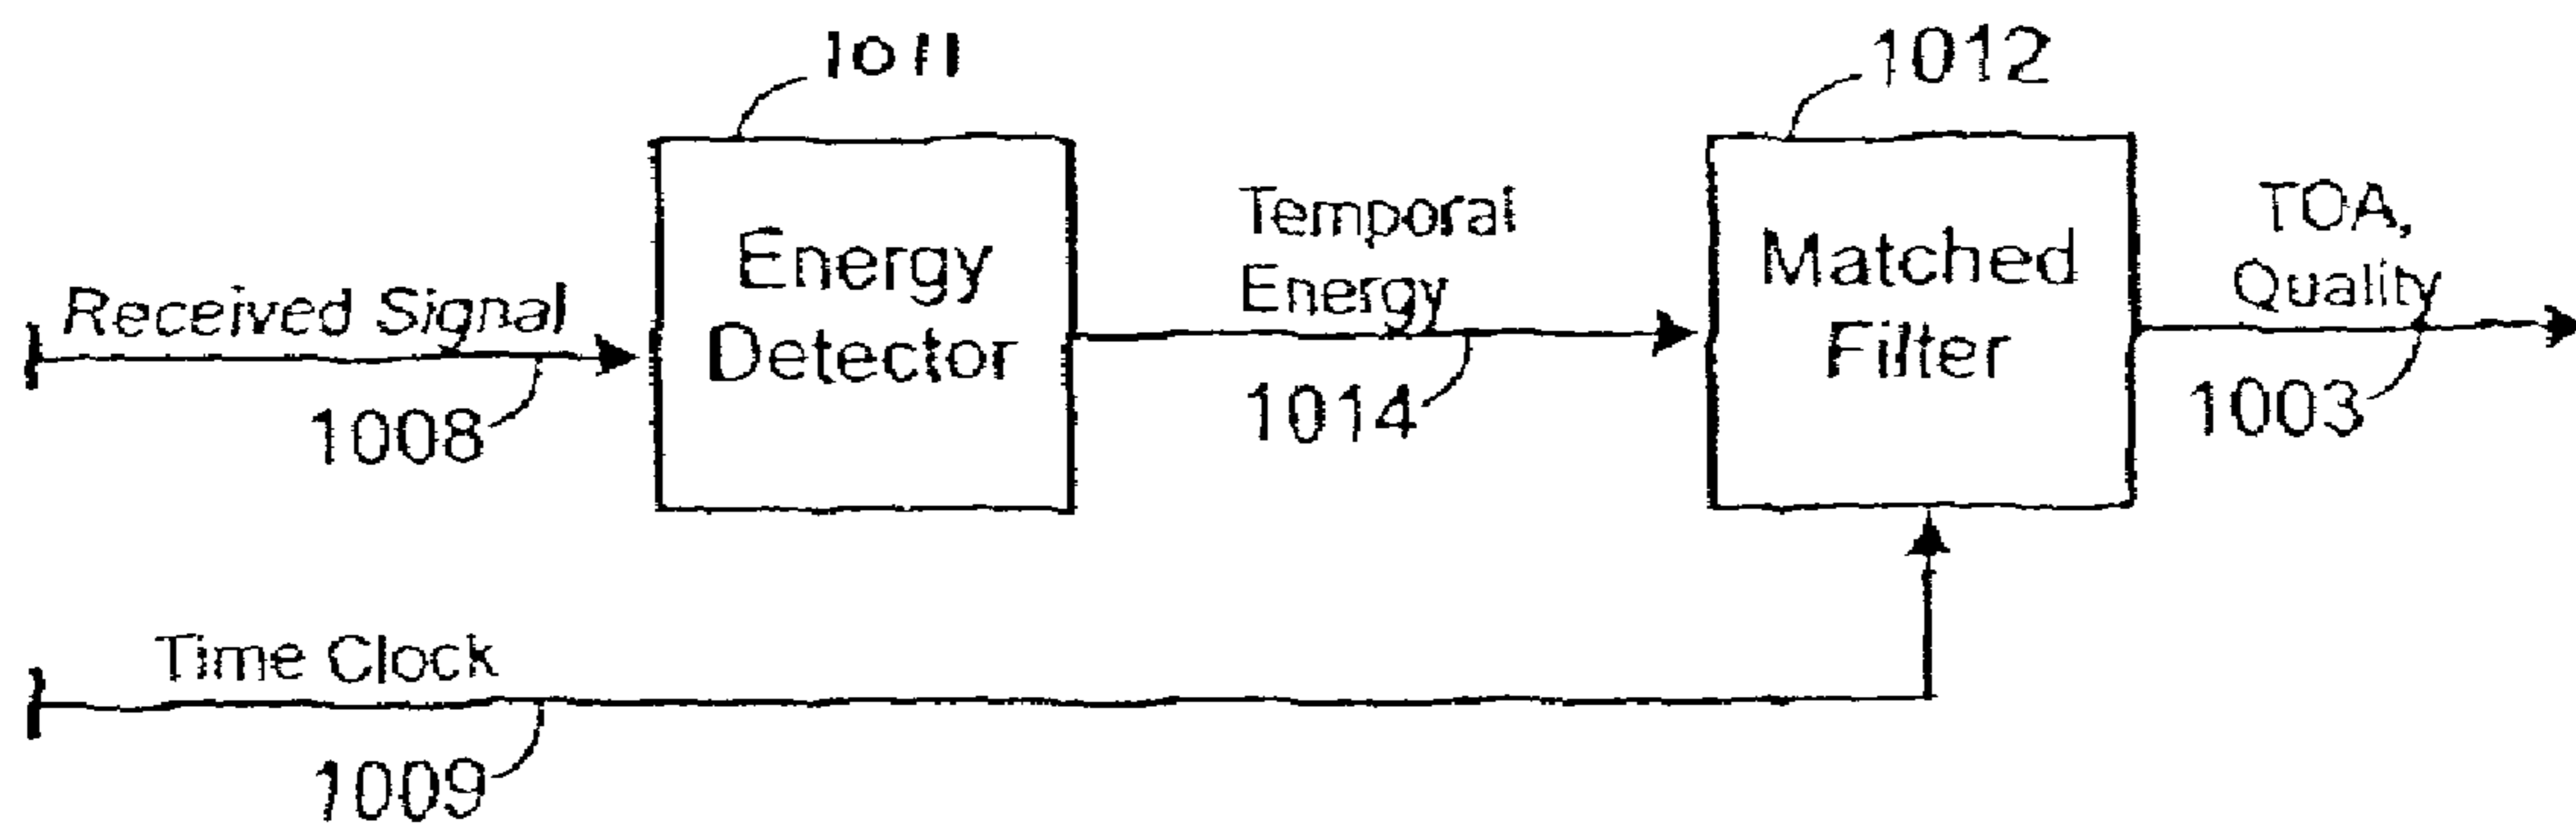 1011
1012
Energy
Detector
Temporal
Energy
Matched
Filter
TOA,
Quality
Received Signal
1008
1014
1003
Time Clock
1009